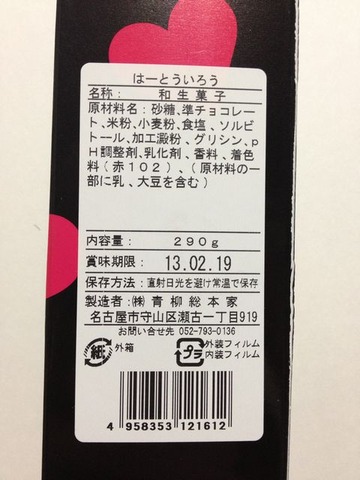 はーとういろう
名称: 和生菓子
原材料名:砂糖、準チョコレー
ト、米粉、小麦粉、食塩、ソルビ
トール、加工澱粉、グリシン、pH
調整剤、乳化剤、香料、着色
料(赤102)、(原材料の
一部に乳、大豆を含む)
内容量: 290g
賞味期限: 13.02.19
保存方法: 直射日光を避け常温で保存
製造者:㈱青柳総本家
名古屋市守山区瀬古一丁目919
お問い合せ先 052-793-0136
紙 外箱
プラ 外装フィルム
内装フィルム
4 958353 121612